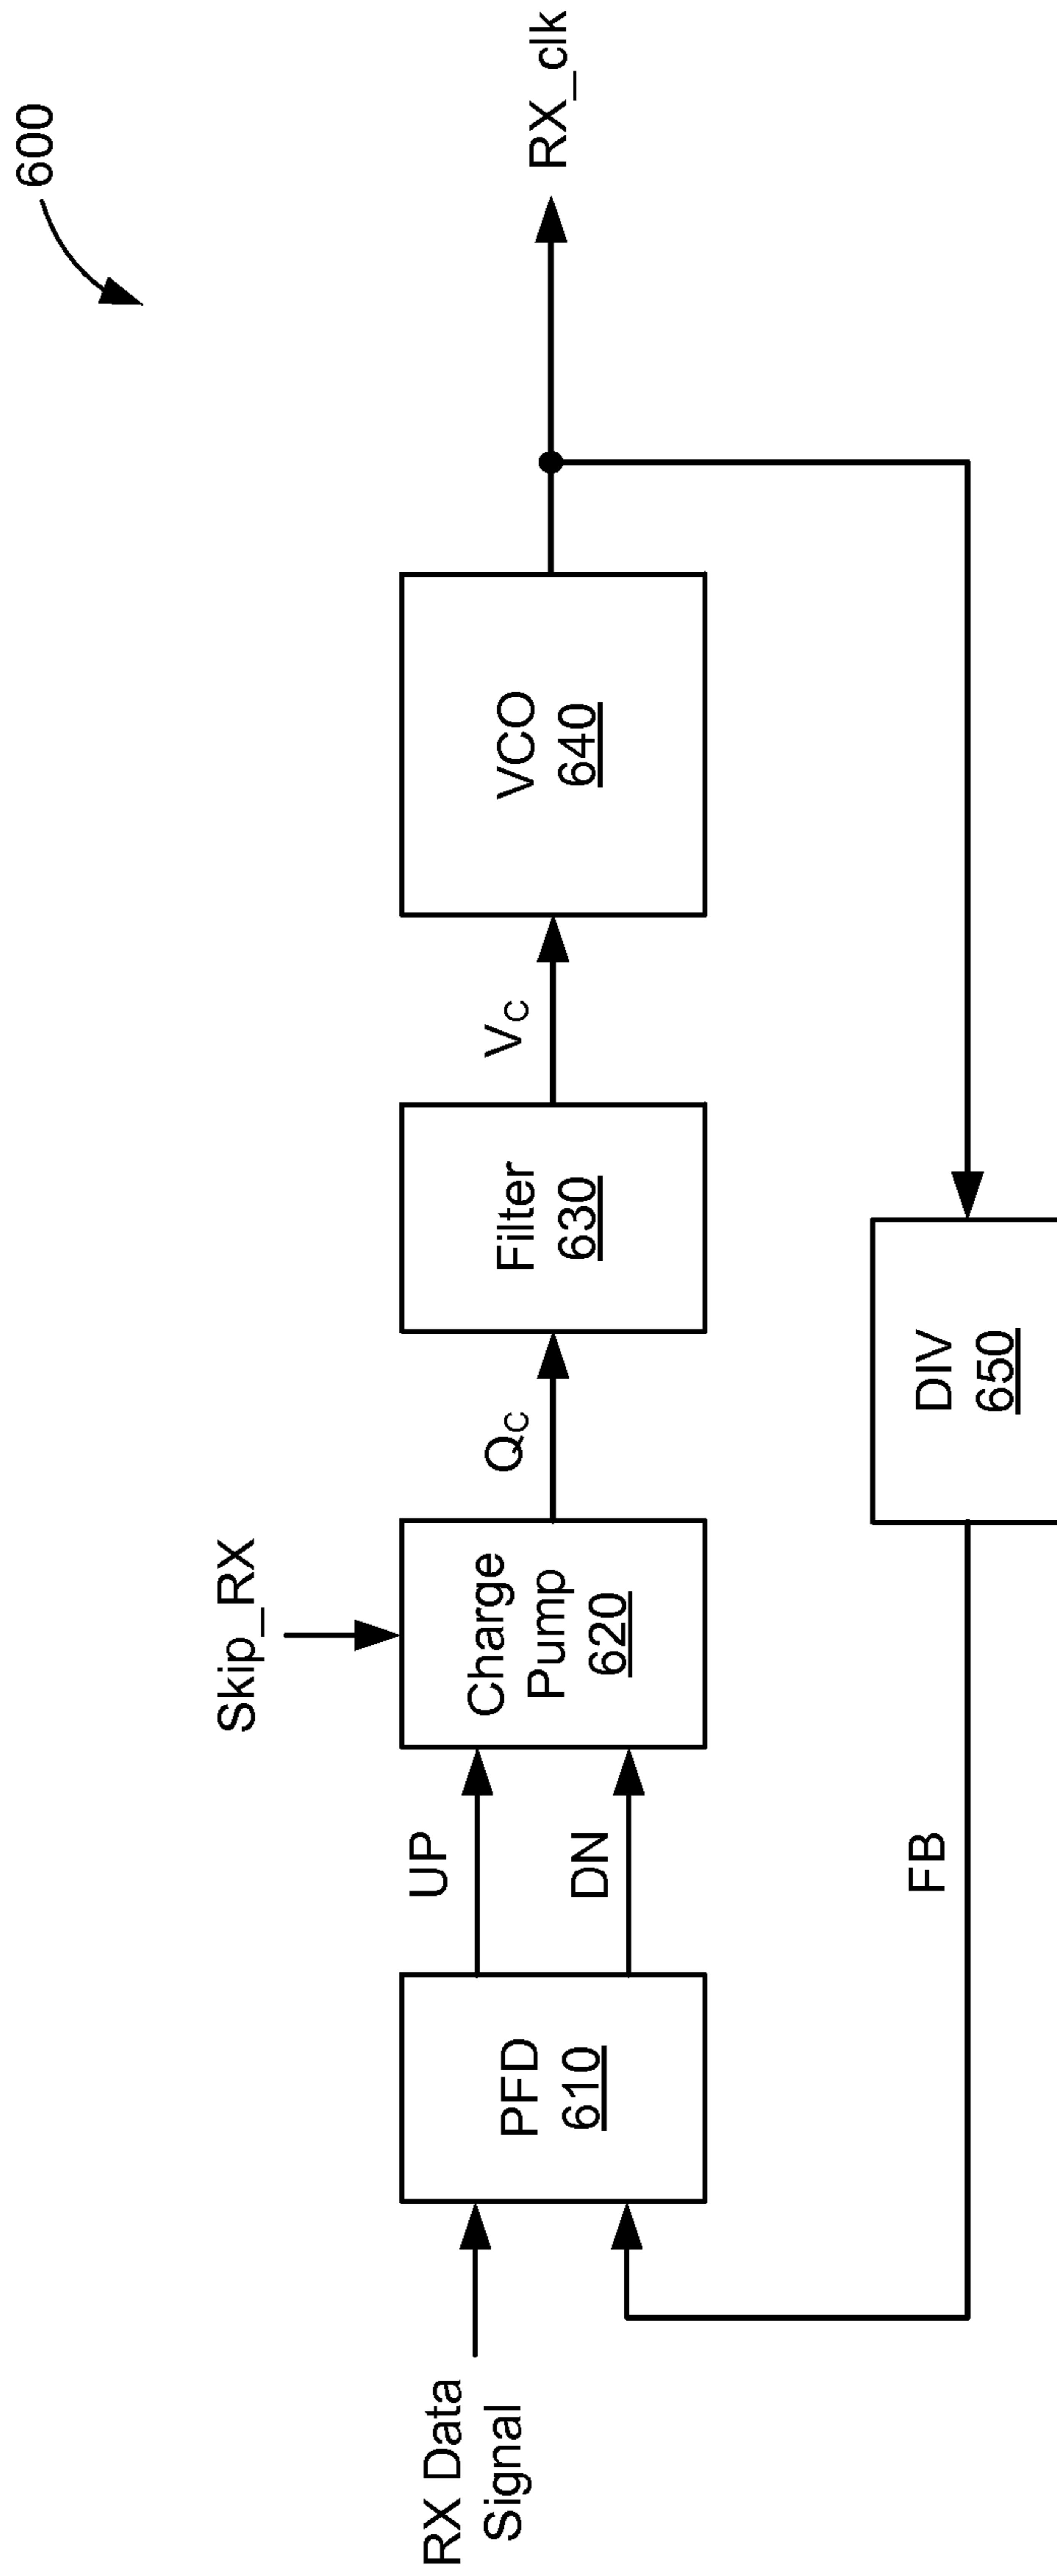 600
Skip_RX
RX Data
Signal
PFD
610
UP
DN
Charge
Pump
620
QC
Filter
630
VC
VCO
640
RX_clk
FB
DIV
650